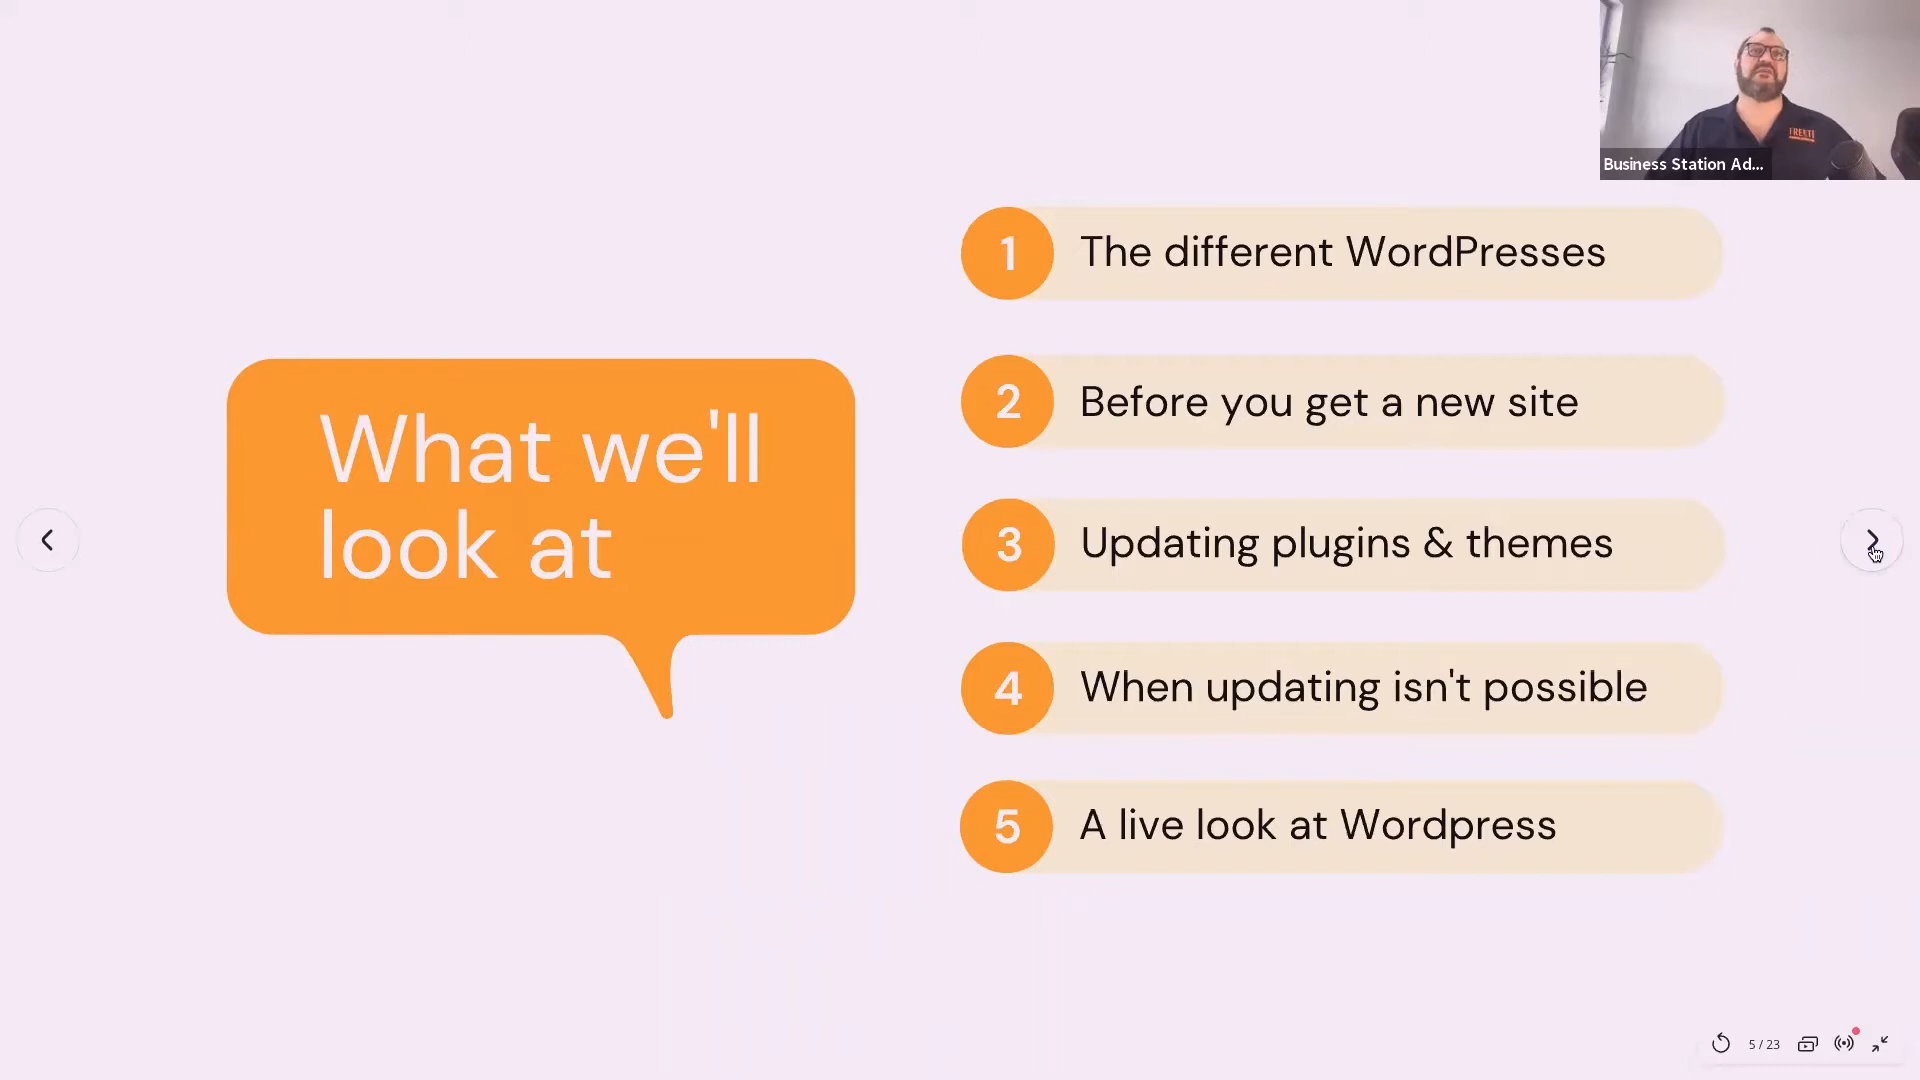 Business Station Ad...
What we'll
look at
1 The different WordPresses
2 Before you get a new site
3 Updating plugins & themes
4 When updating isn't possible
5 A live look at Wordpress
5 / 23